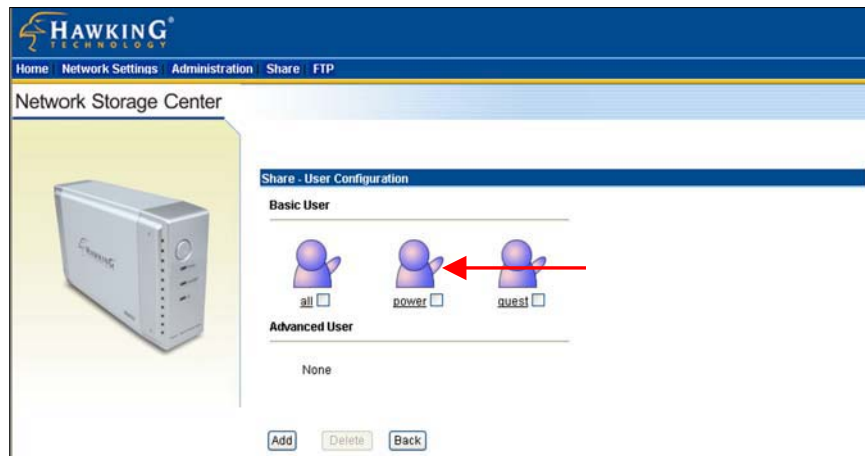 HAWKING®
TECHNOLOGY
Home Network Settings Administration Share FTP
Network Storage Center
Share - User Configuration
Basic User
HAWKING
all power guest
Advanced User
None
Add Delete Back